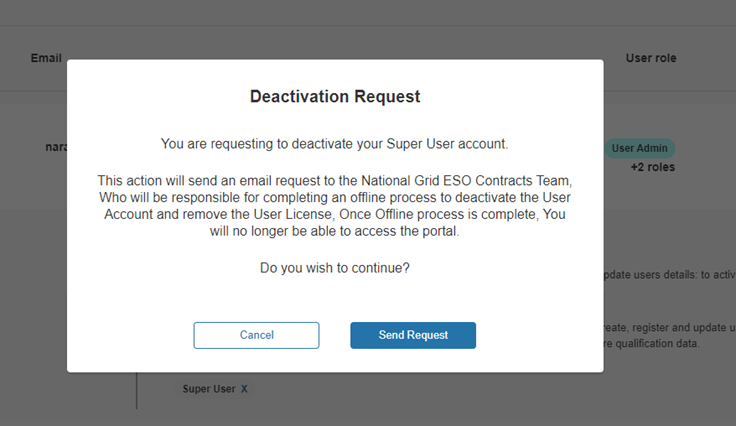 Email
User role
Deactivation Request
You are requesting to deactivate your Super User account.
nara
User Admin
+2 roles
This action will send an email request to the National Grid ESO Contracts Team,
Who will be responsible for completing an offline process to deactivate the User
Account and remove the User License, Once Offline process is complete, You
will no longer be able to access the portal.
Do you wish to continue?
pdate users details: to activ
Cancel
Send Request
reate, register and update u
re qualification data.
Super User X